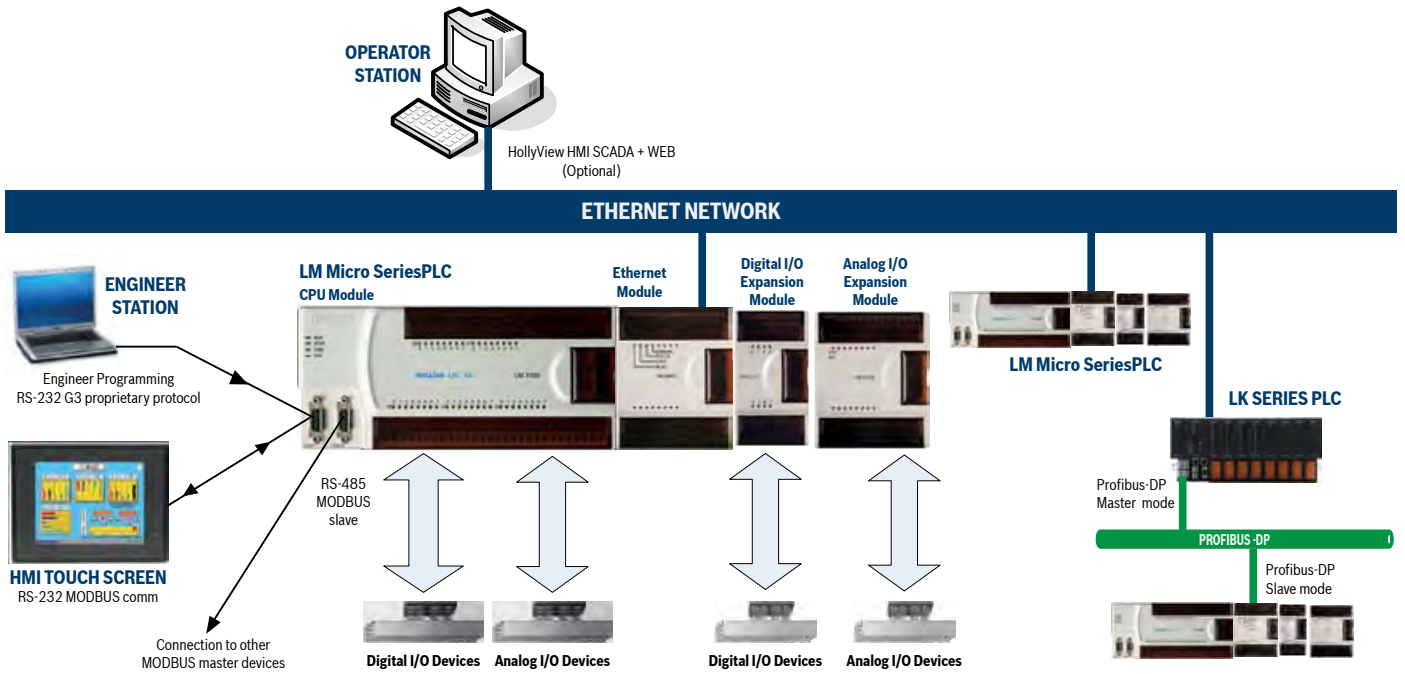 OPERATOR
STATION
HollyView HMI SCADA + WEB
(Optional)
ETHERNET NETWORK
ENGINEER
STATION
Engineer Programming
RS-232 G3 proprietary protocol
HMI TOUCH SCREEN
RS-232 MODBUS comm
LM Micro SeriesPLC
CPU Module
Ethernet
Module
Digital I/O
Expansion
Module
Analog I/O
Expansion
Module
RS-485
MODBUS
slave
Connection to other
MODBUS master devices
Digital I/O Devices
Analog I/O Devices
Digital I/O Devices
Analog I/O Devices
LM Micro SeriesPLC
LK SERIES PLC
Profibus-DP
Master mode
PROFIBUS -DP
Profibus-DP
Slave mode